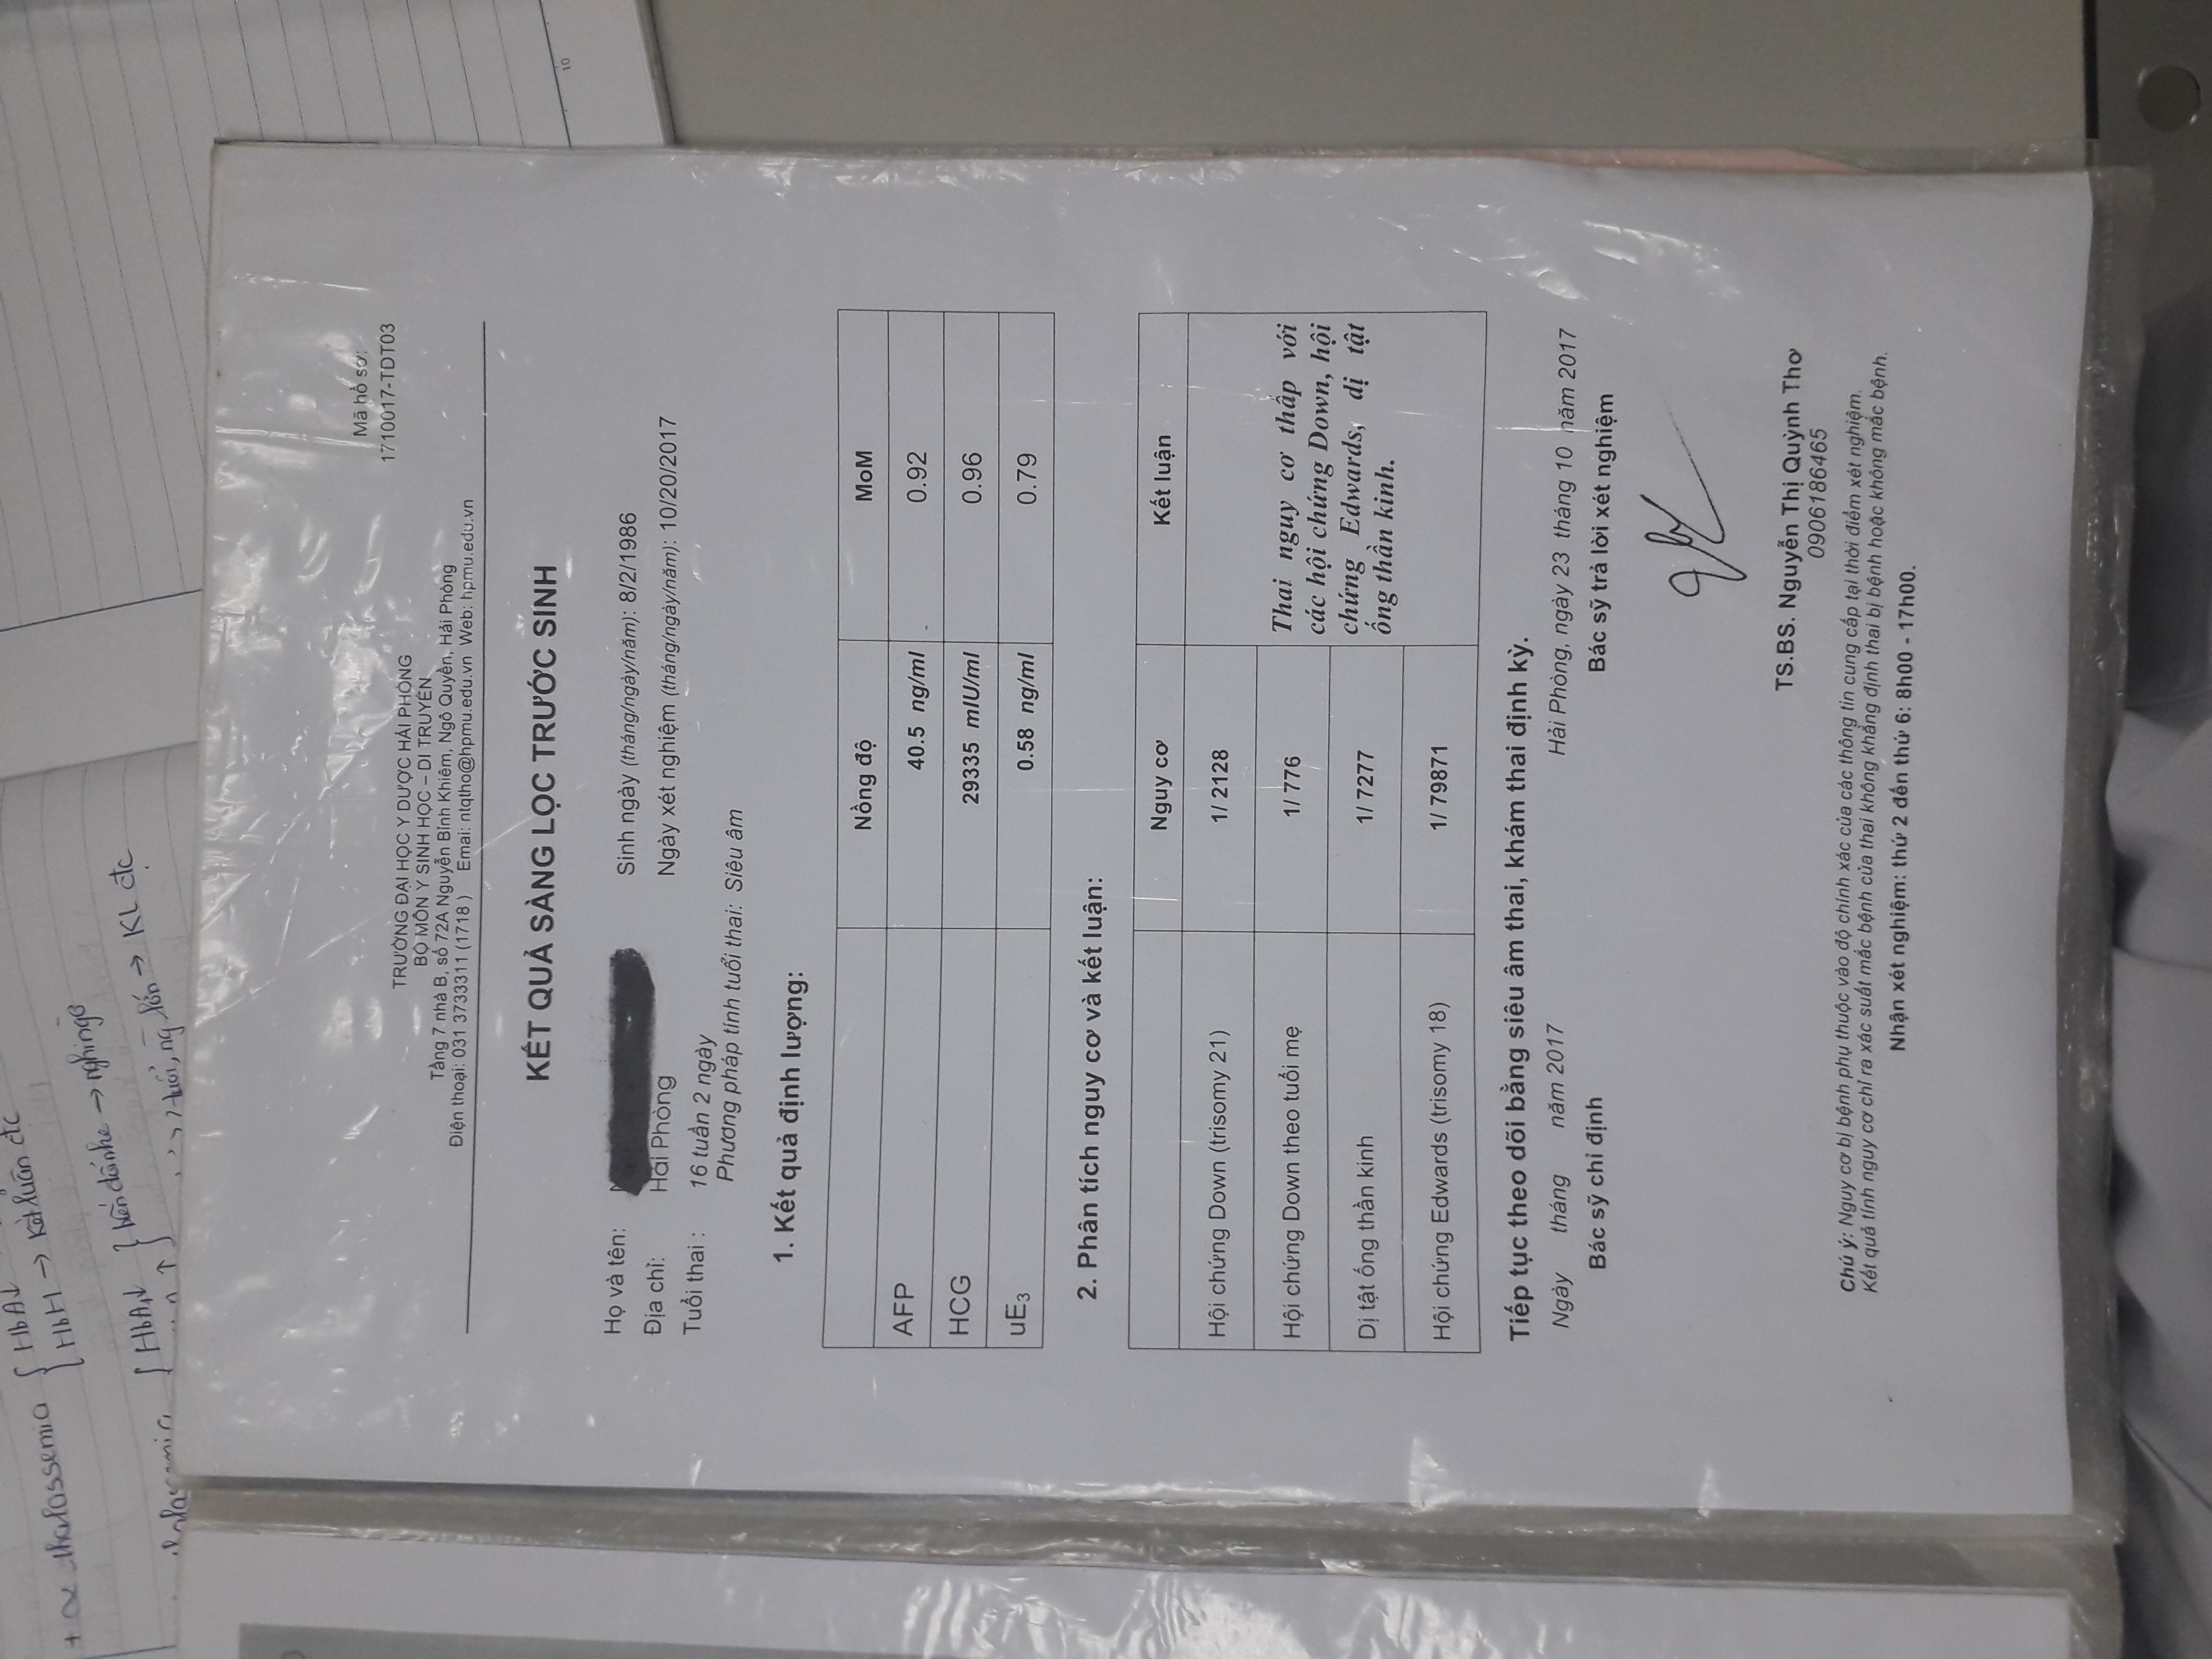 + α thalassemia { HbA↓
HbH → kết luận đc
HbA₁↓ } biến đổi nhẹ → nghi ngờ
↑ tuổi, ng lớn → KL đc
Mã hồ sơ:
1710017-TDT03
TRƯỜNG ĐẠI HỌC Y DƯỢC HẢI PHÒNG
BỘ MÔN Y SINH HỌC – DI TRUYỀN
Tầng 7 nhà B, số 72A Nguyễn Bỉnh Khiêm, Ngô Quyền, Hải Phòng
Điện thoại: 031 3733311 (1718 ) Emai: ntqtho@hpmu.edu.vn Web: hpmu.edu.vn
KẾT QUẢ SÀNG LỌC TRƯỚC SINH
Họ và tên: Sinh ngày (tháng/ngày/năm): 8/2/1986
Địa chỉ: Hải Phòng Ngày xét nghiệm (tháng/ngày/năm): 10/20/2017
Tuổi thai : 16 tuần 2 ngày
Phương pháp tính tuổi thai: Siêu âm
1. Kết quả định lượng:
Nồng độ MoM
AFP 40.5 ng/ml 0.92
HCG 29335 mIU/ml 0.96
uE₃ 0.58 ng/ml 0.79
2. Phân tích nguy cơ và kết luận:
Nguy cơ Kết luận
Hội chứng Down (trisomy 21) 1/ 2128
Hội chứng Down theo tuổi mẹ 1/ 776
Dị tật ống thần kinh 1/ 7277
Hội chứng Edwards (trisomy 18) 1/ 79871
Thai nguy cơ thấp với
các hội chứng Down, hội
chứng Edwards, dị tật
ống thần kinh.
Tiếp tục theo dõi bằng siêu âm thai, khám thai định kỳ.
Ngày tháng năm 2017 Hải Phòng, ngày 23 tháng 10 năm 2017
Bác sỹ chỉ định Bác sỹ trả lời xét nghiệm
TS.BS. Nguyễn Thị Quỳnh Thơ
0906186465
Chú ý: Nguy cơ bị bệnh phụ thuộc vào độ chính xác của các thông tin cung cấp tại thời điểm xét nghiệm.
Kết quả tính nguy cơ chỉ ra xác suất mắc bệnh của thai không khẳng định thai bị bệnh hoặc không mắc bệnh.
Nhận xét nghiệm: thứ 2 đến thứ 6: 8h00 - 17h00.
10